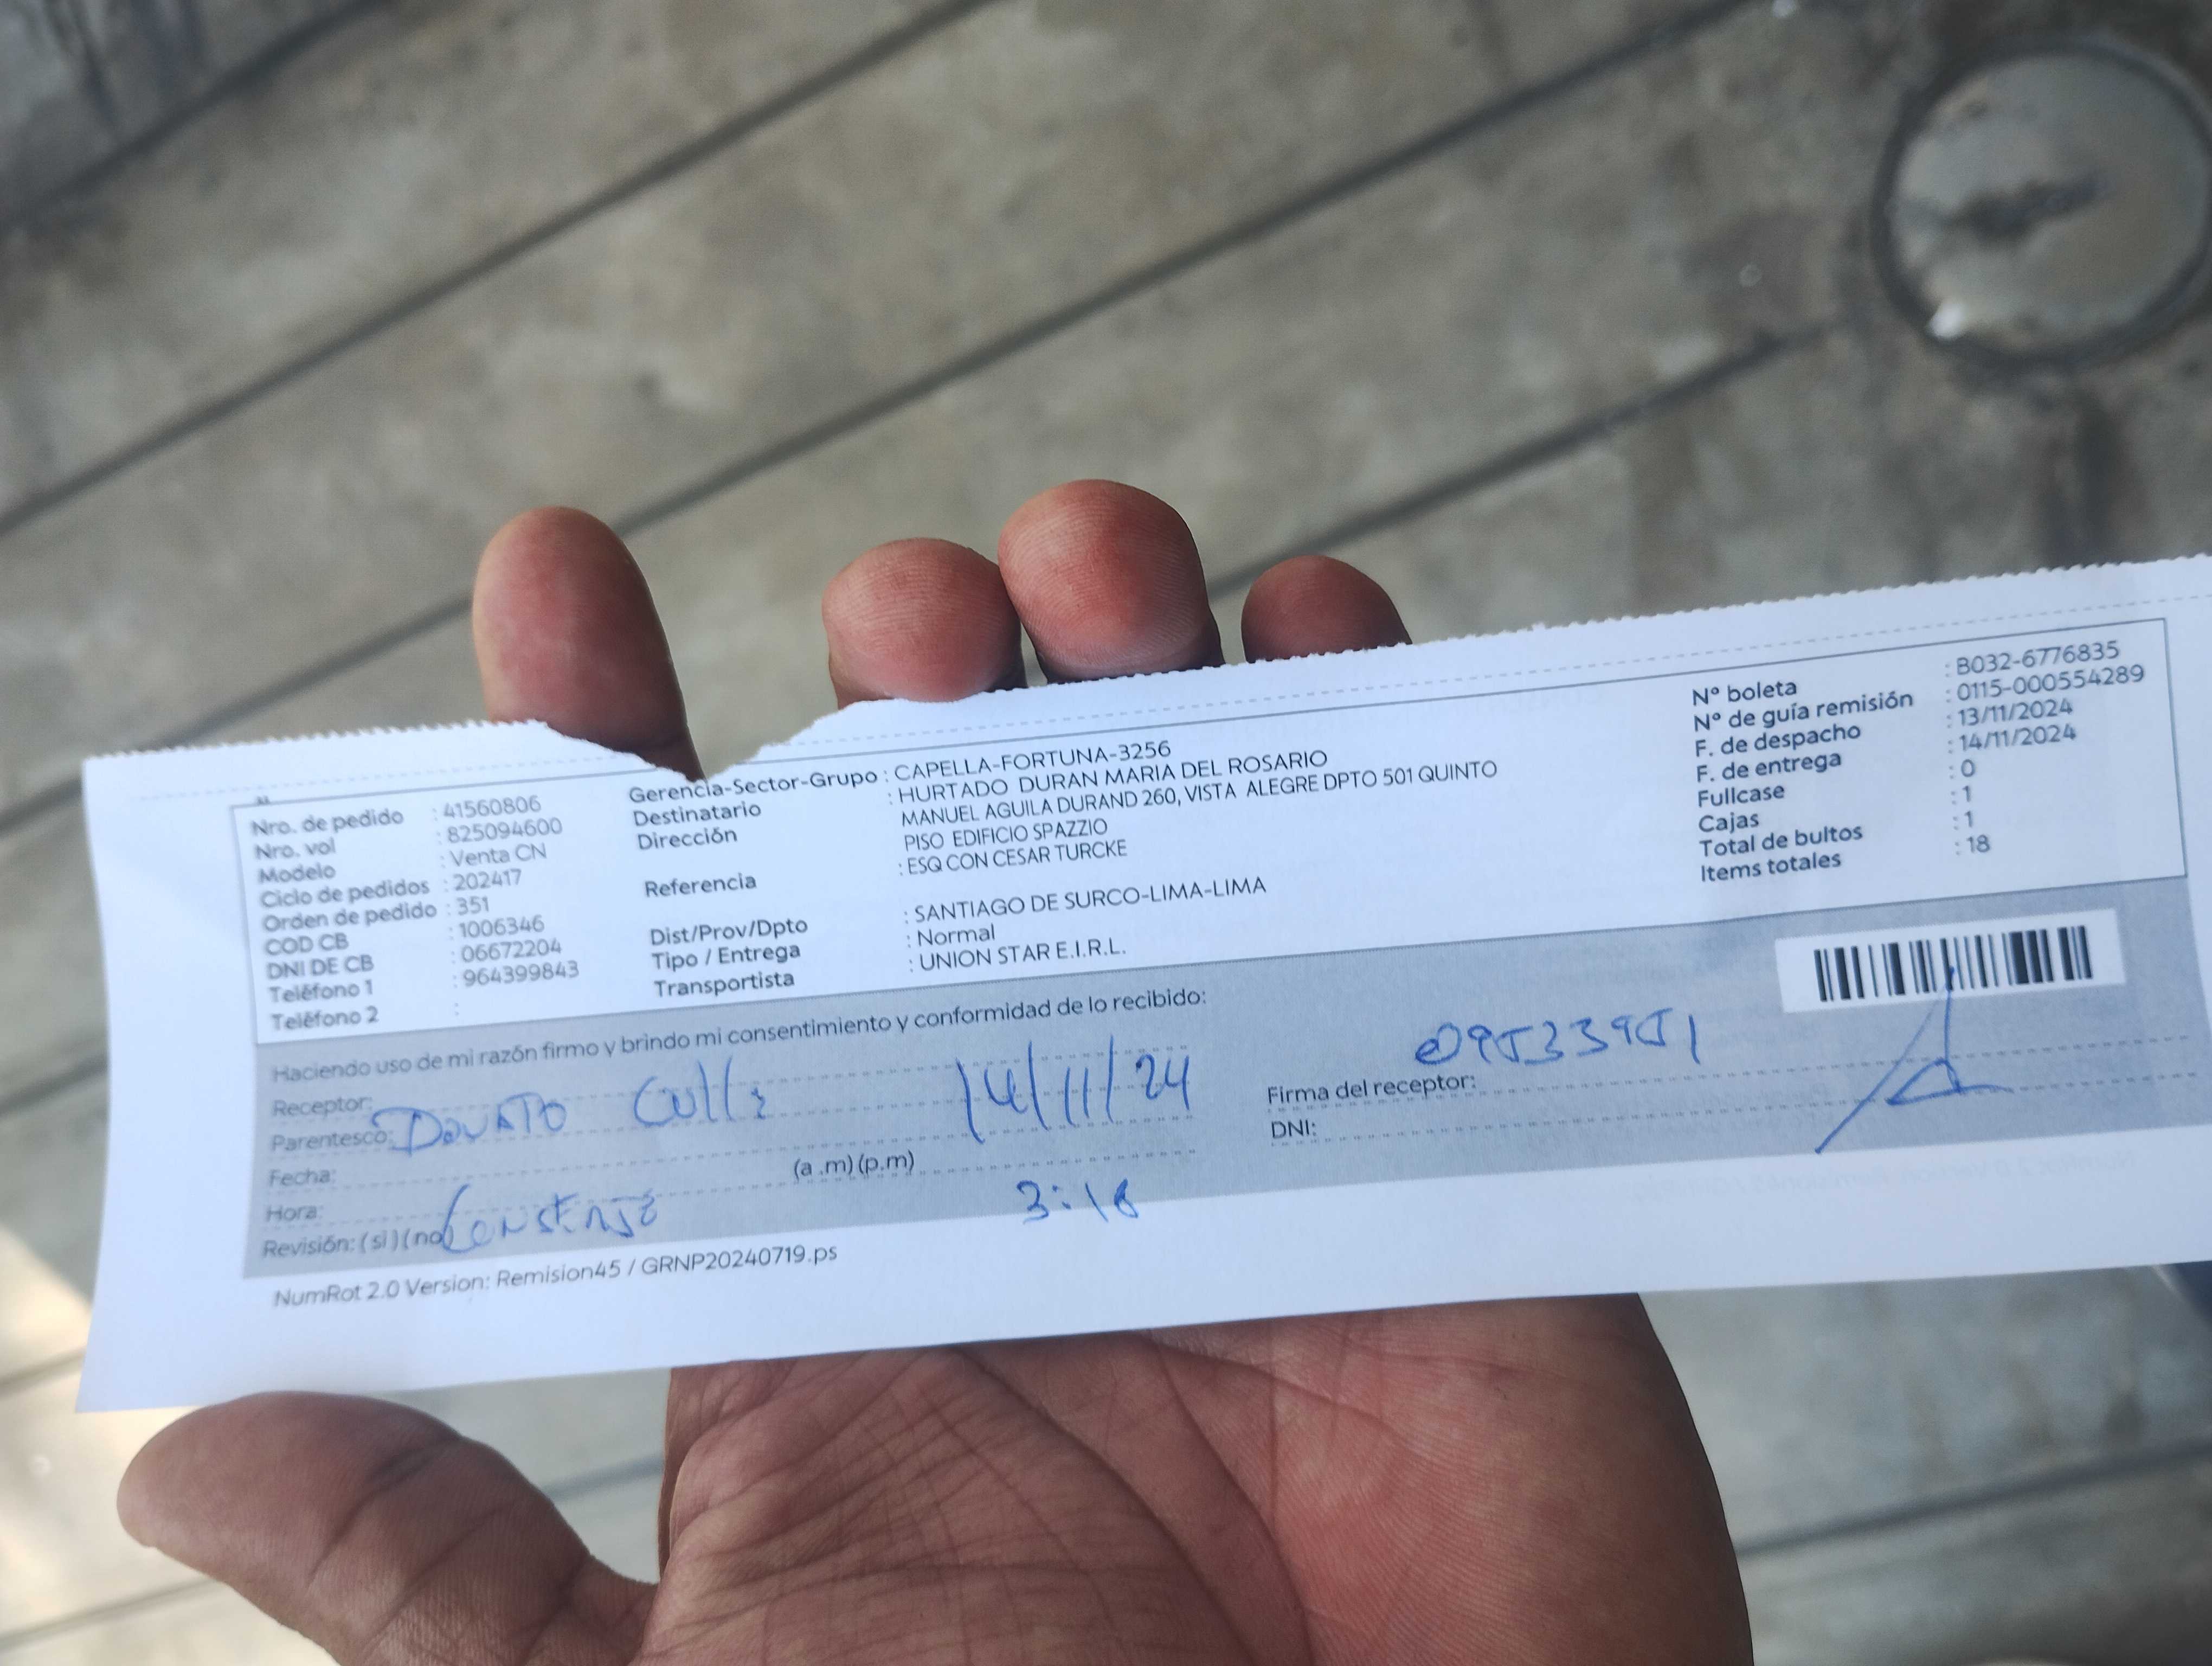 Nro. de pedido : 41560806
Nro. vol : 825094600
Modelo : Venta CN
Ciclo de pedidos : 202417
Orden de pedido : 351
COD CB : 1006346
DNI DE CB : 06672204
Teléfono 1 : 964399843
Teléfono 2 :
Gerencia-Sector-Grupo : CAPELLA-FORTUNA-3256
Destinatario : HURTADO DURAN MARIA DEL ROSARIO
Dirección MANUEL AGUILA DURAND 260, VISTA ALEGRE DPTO 501 QUINTO
PISO EDIFICIO SPAZZIO
Referencia : ESQ CON CESAR TURCKE
Dist/Prov/Dpto : SANTIAGO DE SURCO-LIMA-LIMA
Tipo / Entrega : Normal
Transportista : UNION STAR E.I.R.L.
N° boleta : B032-6776835
N° de guía remisión : 0115-000554289
F. de despacho : 13/11/2024
F. de entrega : 14/11/2024
Fullcase : 0
Cajas : 1
Total de bultos : 1
Items totales : 18
Haciendo uso de mi razón firmo y brindo mi consentimiento y conformidad de lo recibido:
Receptor:
Parentesco: DONATO 14/11/24
Fecha:
Hora: (a .m) (p.m)
Revisión: ( si ) ( no 3:18
Firma del receptor: 09533951
DNI:
NumRot 2.0 Version: Remision45 / GRNP20240719.ps